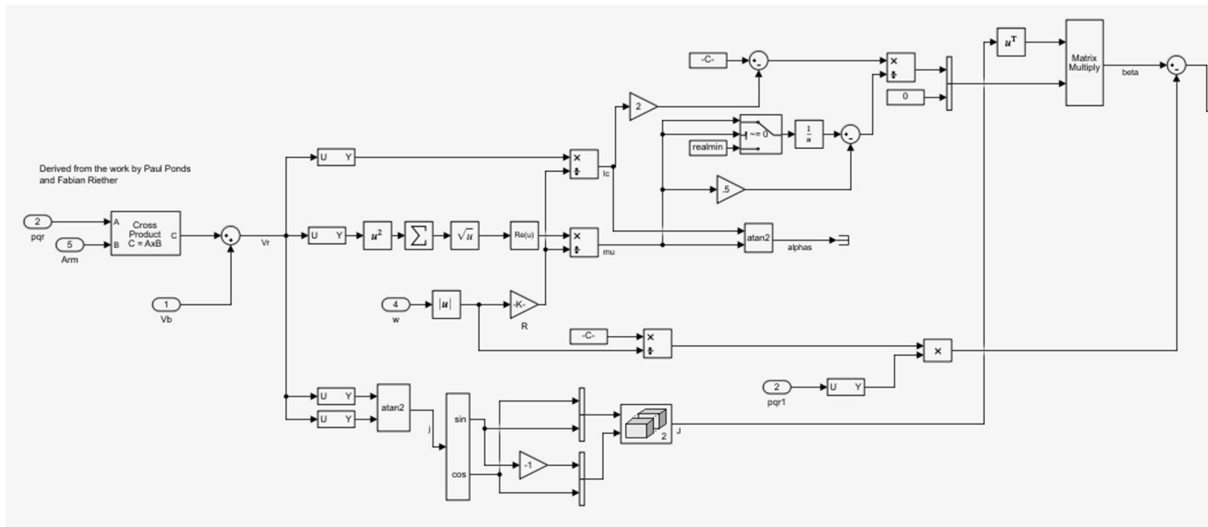 -C-
2
uᵀ
Matrix
Multiply
×
÷
0
beta
+
-
~= 0
1
u
realmin
.5
Derived from the work by Paul Ponds
and Fabian Riether
U Y
×
÷
lc
2
pqr
5
Arm
A
B
Cross
Product
C = AxB
C
+
+
Vr
U Y
u²
∑
√u
Re(u)
×
÷
mu
atan2
alphas
1
Vb
4
w
|u|
-K-
R
-C-
×
÷
×
2
pqr1
U Y
U Y
U Y
atan2
j
sin
cos
-1
2
J